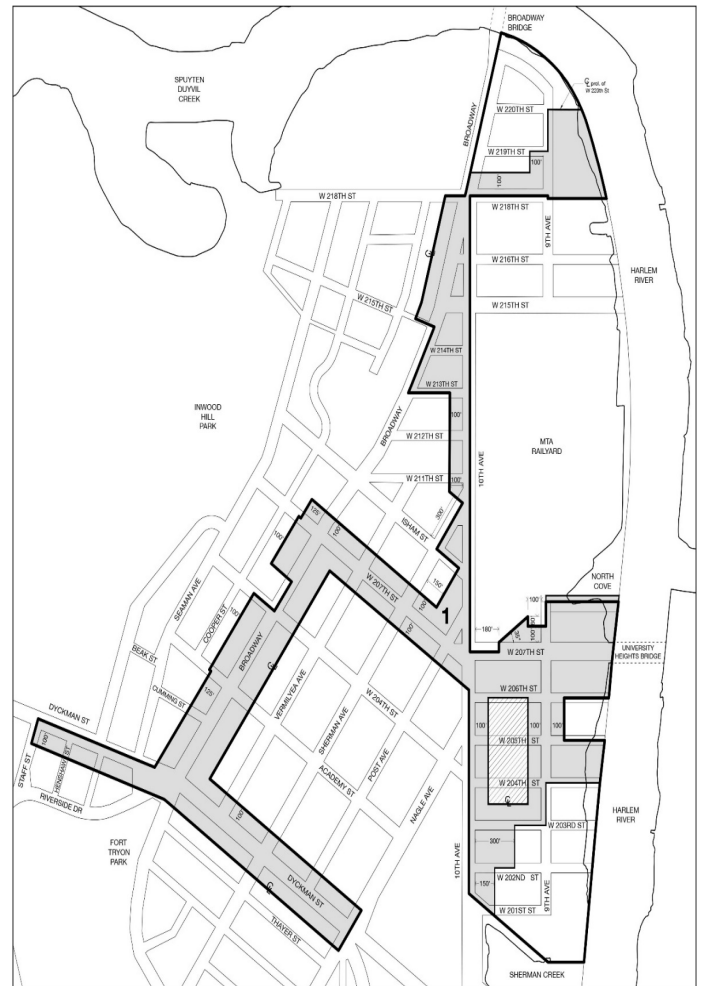 BROADWAY
BRIDGE
SPUYTEN
DUYVIL
CREEK
℄ prol. of
W 220th St
W 220TH ST
BROADWAY
W 219TH ST
100'
100'
W 218TH ST
W 218TH ST
9TH AVE
℄
W 216TH ST
HARLEM
RIVER
W 215TH ST
W 215TH ST
W 214TH ST
W 213TH ST
INWOOD
HILL
PARK
BROADWAY
100'
W 212TH ST
10TH AVE
MTA
RAILYARD
W 211TH ST
100'
300'
ISHAM ST
125'
100'
100'
NORTH
COVE
150'
SEAMAN AVE
COOPER ST
100'
W 207TH ST
100'
1
100'
180'
100'
W 207TH ST
UNIVERSITY
HEIGHTS BRIDGE
BEAK ST
BROADWAY
℄
100'
W 206TH ST
CUMMING ST
125'
VERMILYEA AVE
W 204TH ST
DYCKMAN ST
SHERMAN AVE
100'
100'
100'
W 205TH ST
STAFF ST
100'
HENSHAW ST
POST AVE
ACADEMY ST
W 204TH ST
℄
RIVERSIDE DR
NAGLE AVE
100'
HARLEM
RIVER
W 203RD ST
300'
FORT
TRYON
PARK
DYCKMAN ST
℄
10TH AVE
W 202ND ST
150'
9TH AVE
W 201ST ST
THAYER ST
SHERMAN CREEK